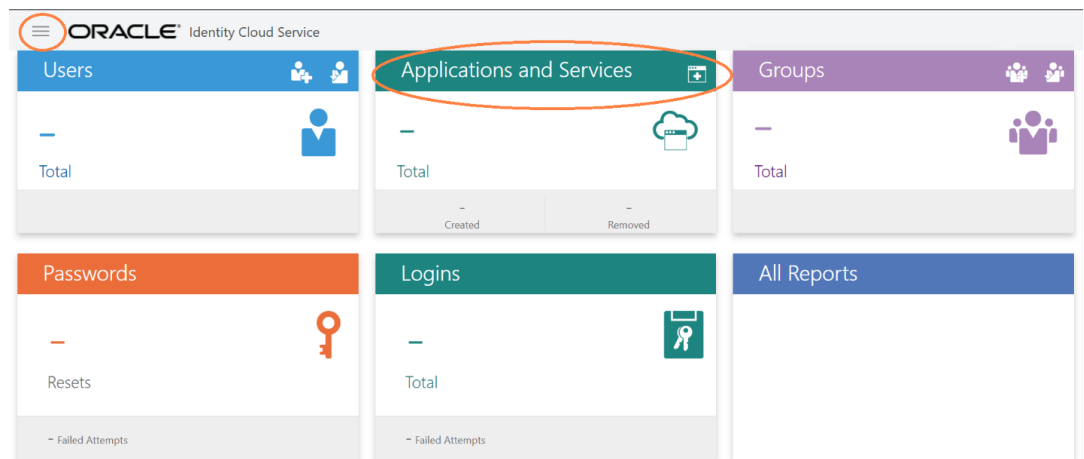 ORACLE® Identity Cloud Service
Users
Applications and Services
Groups
–
Total
–
Total
–
Total
–
Created
–
Removed
Passwords
Logins
All Reports
–
Resets
–
Total
– Failed Attempts
– Failed Attempts